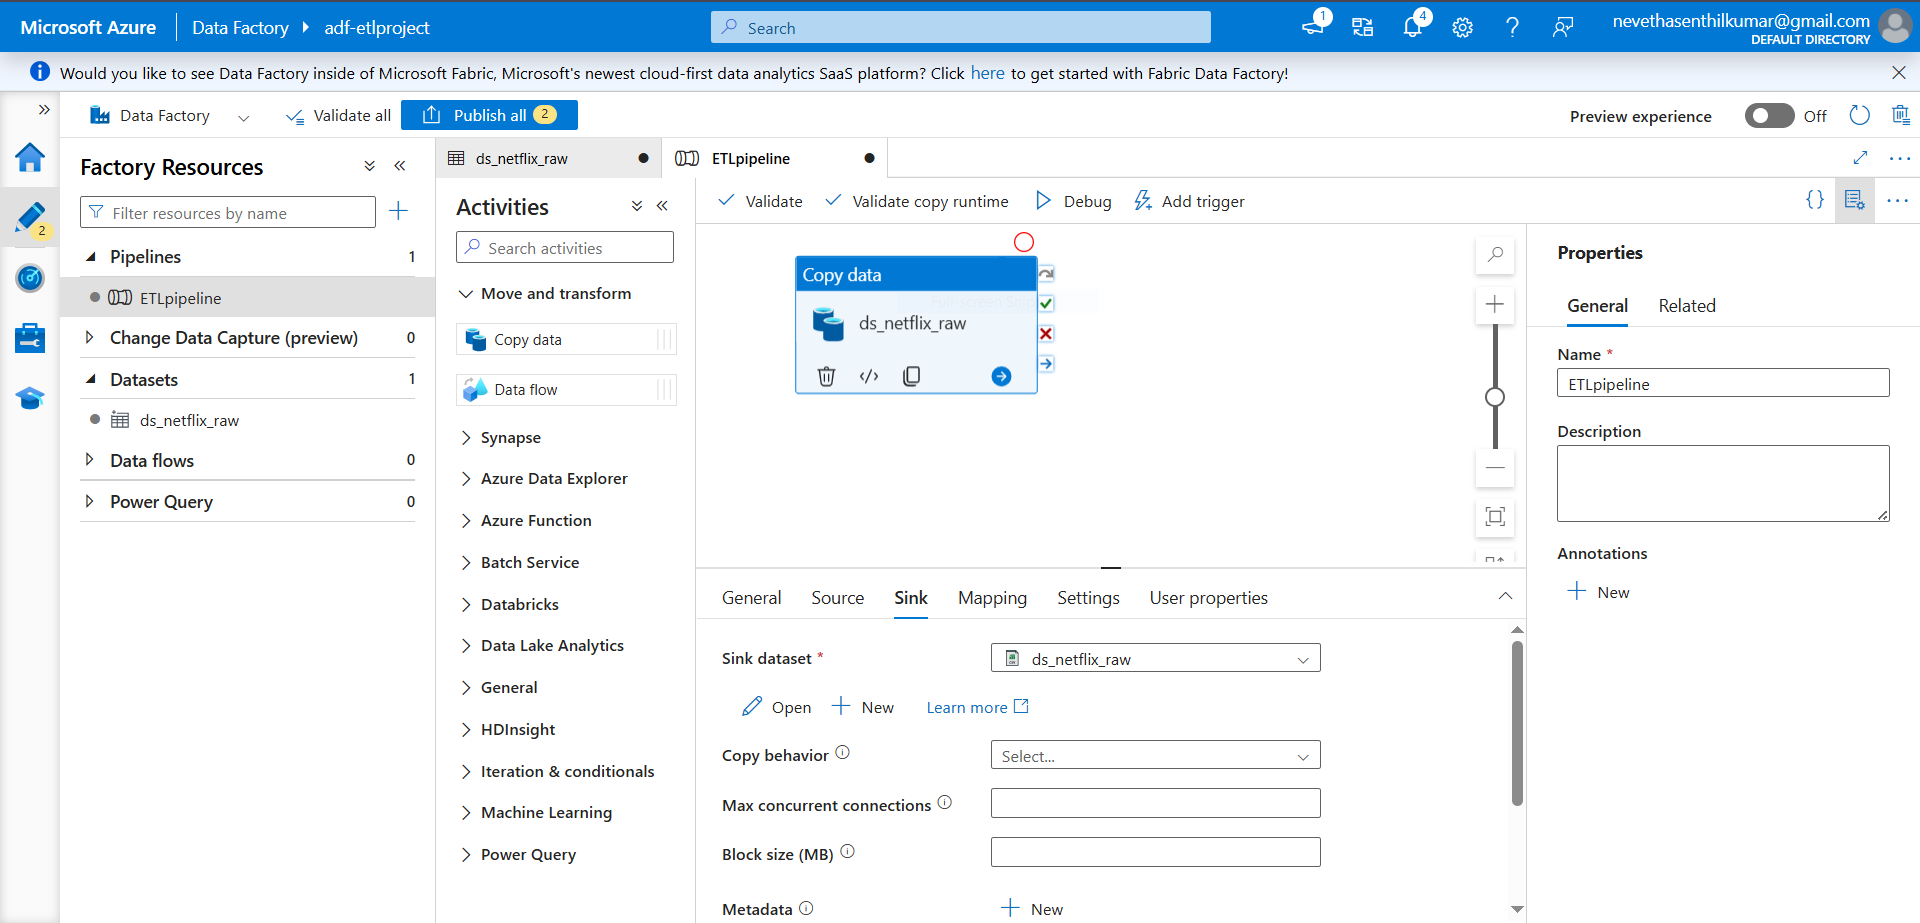 Microsoft Azure
Data Factory
adf-etlproject
Search
1
4
nevethasenthilkumar@gmail.com
DEFAULT DIRECTORY
Would you like to see Data Factory inside of Microsoft Fabric, Microsoft's newest cloud-first data analytics SaaS platform? Click here to get started with Fabric Data Factory!
Data Factory
Validate all
Publish all 2
Preview experience
Off
Factory Resources
Filter resources by name
2
Pipelines 1
ETLpipeline
Change Data Capture (preview) 0
Datasets 1
ds_netflix_raw
Data flows 0
Power Query 0
ds_netflix_raw
ETLpipeline
Activities
Search activities
Move and transform
Copy data
Data flow
Synapse
Azure Data Explorer
Azure Function
Batch Service
Databricks
Data Lake Analytics
General
HDInsight
Iteration & conditionals
Machine Learning
Power Query
Validate
Validate copy runtime
Debug
Add trigger
{}
Copy data
ds_netflix_raw
General
Source
Sink
Mapping
Settings
User properties
Sink dataset *
ds_netflix_raw
Open
New
Learn more
Copy behavior
Select...
Max concurrent connections
Block size (MB)
Metadata
New
Properties
General
Related
Name *
ETLpipeline
Description
Annotations
New